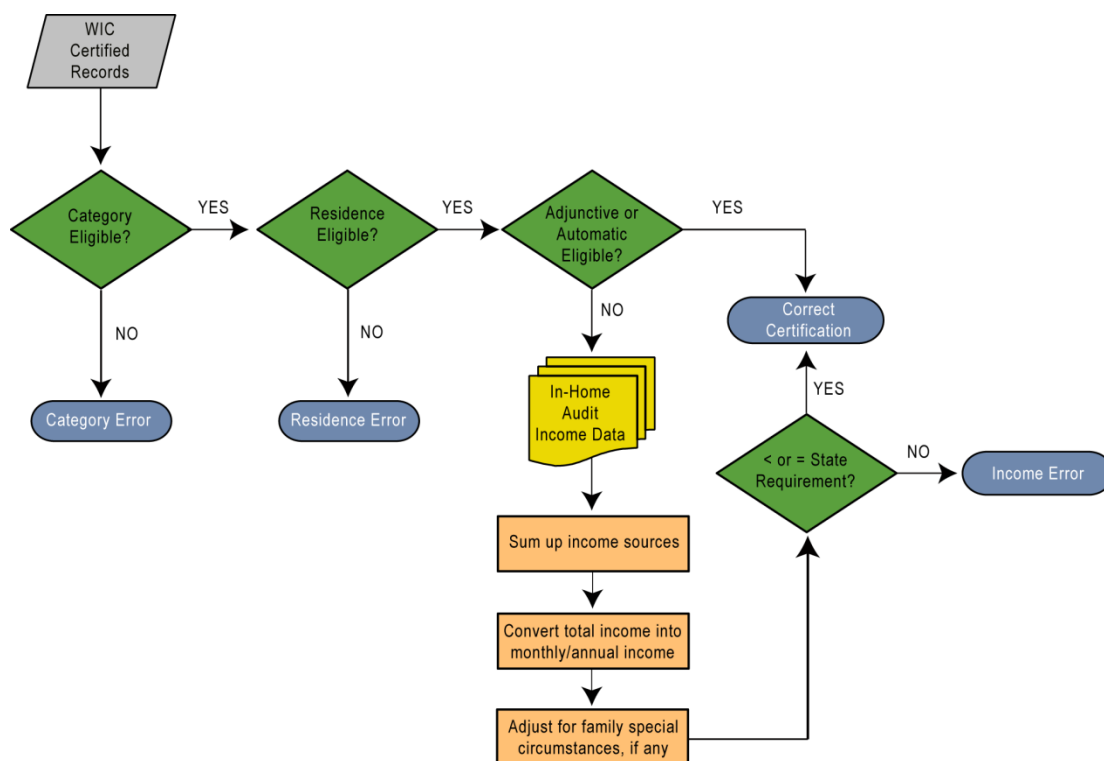 WIC
Certified
Records
Category
Eligible?
YES
Residence
Eligible?
YES
Adjunctive or
Automatic
Eligible?
YES
NO
NO
NO
Correct
Certification
Category Error
Residence Error
In-Home
Audit
Income Data
YES
< or = State
Requirement?
NO
Income Error
Sum up income sources
Convert total income into
monthly/annual income
Adjust for family special
circumstances, if any